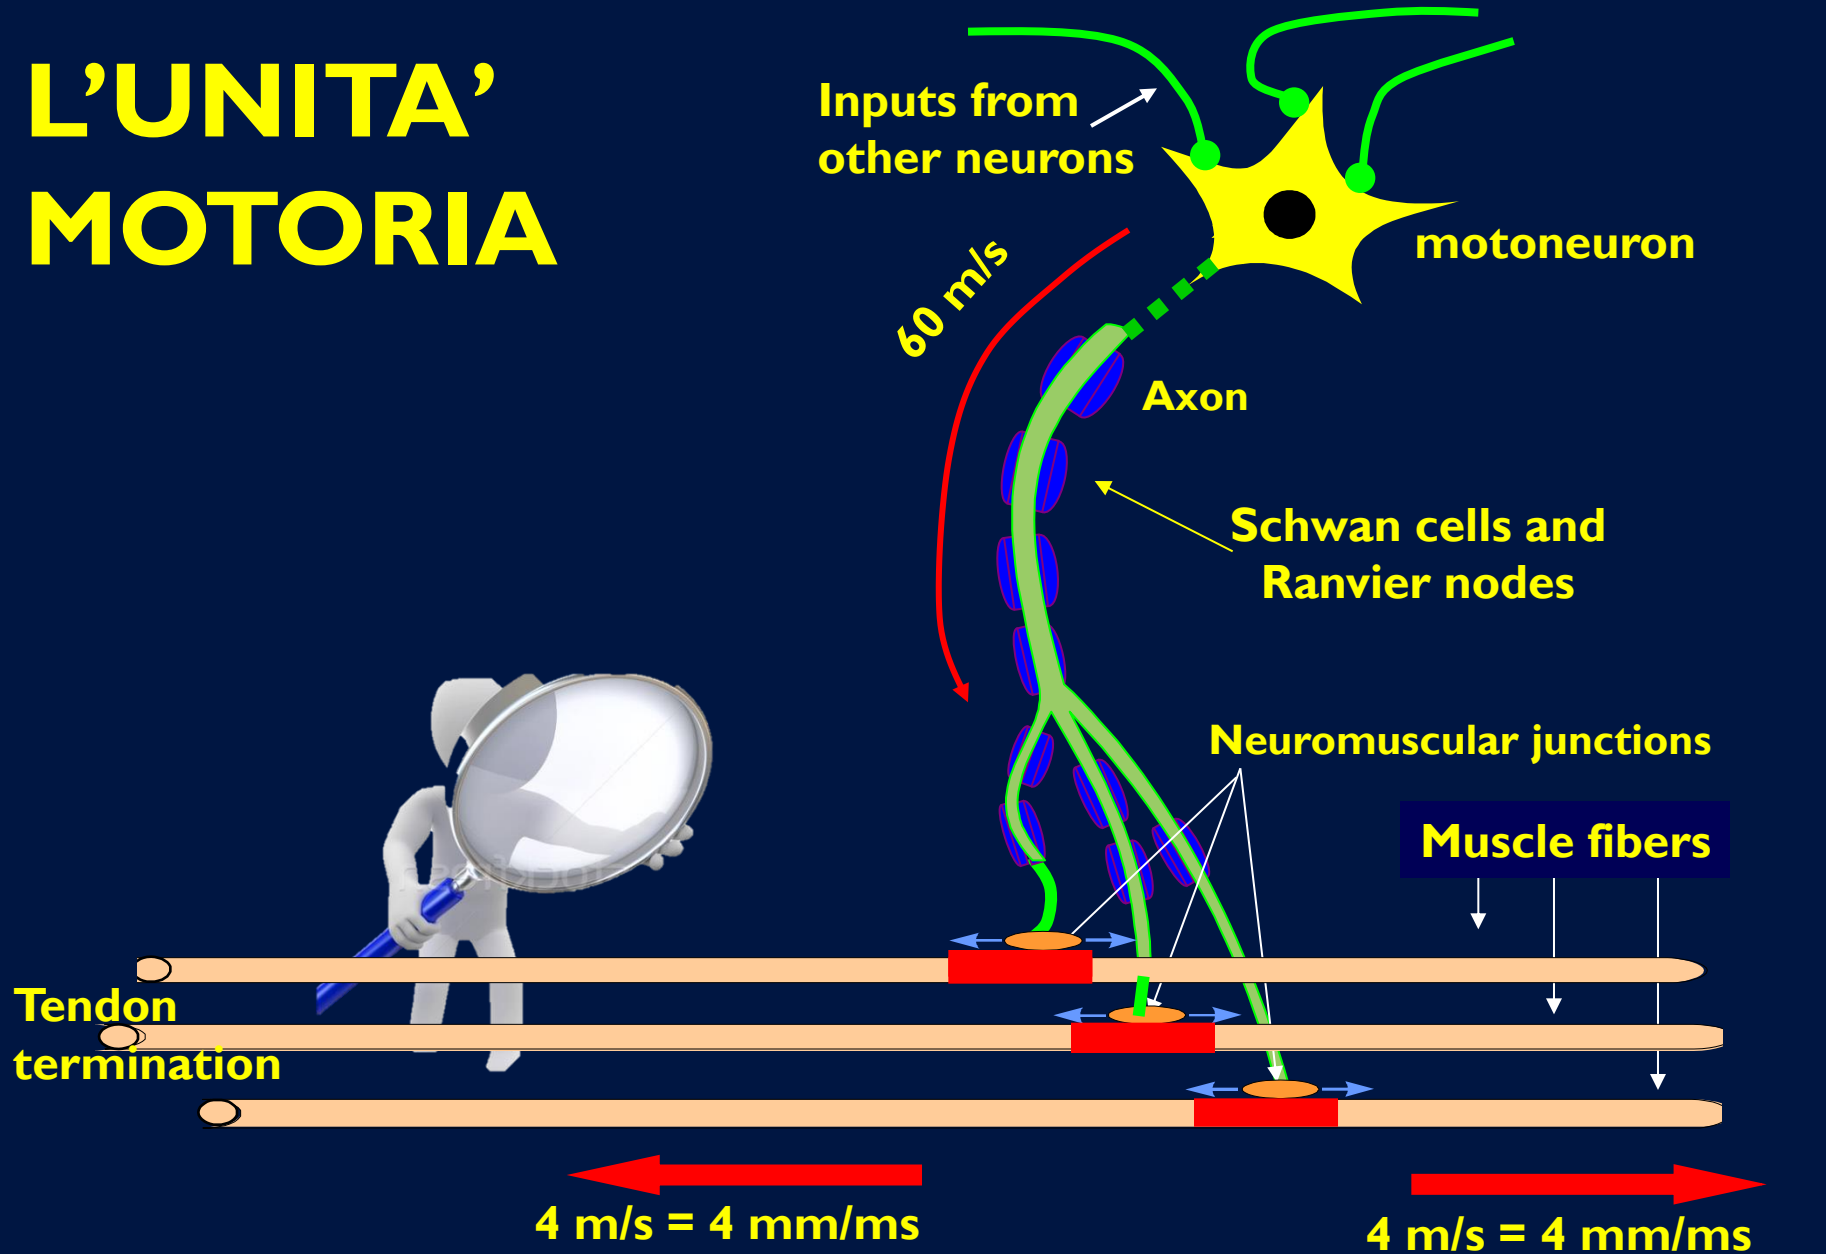 L’UNITA’
MOTORIA
Inputs from
other neurons
motoneuron
60 m/s
Axon
Schwan cells and
Ranvier nodes
Neuromuscular junctions
Muscle fibers
Tendon
termination
4 m/s = 4 mm/ms
4 m/s = 4 mm/ms